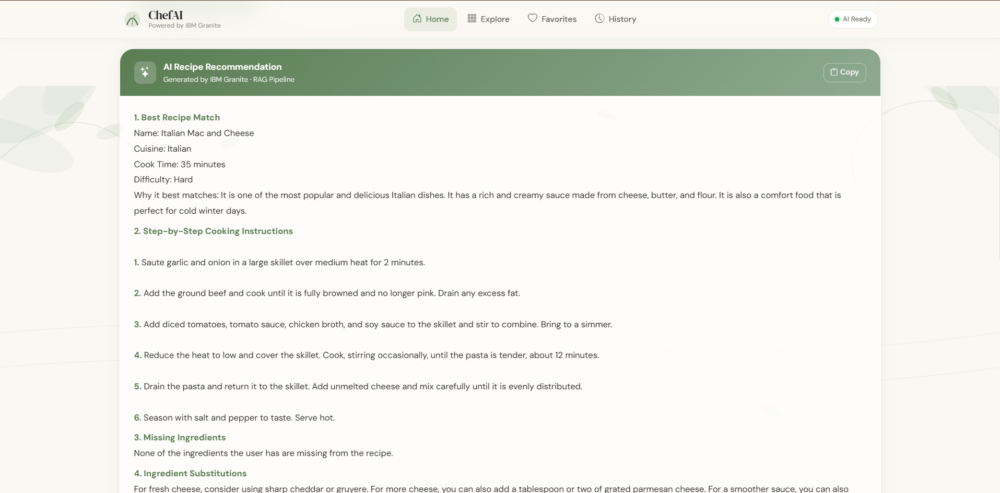 ChefAI
Powered by IBM Granite
Home
Explore
Favorites
History
AI Ready
AI Recipe Recommendation
Generated by IBM Granite · RAG Pipeline
Copy
1. Best Recipe Match
Name: Italian Mac and Cheese
Cuisine: Italian
Cook Time: 35 minutes
Difficulty: Hard
Why it best matches: It is one of the most popular and delicious Italian dishes. It has a rich and creamy sauce made from cheese, butter, and flour. It is also a comfort food that is
perfect for cold winter days.
2. Step-by-Step Cooking Instructions
1. Saute garlic and onion in a large skillet over medium heat for 2 minutes.
2. Add the ground beef and cook until it is fully browned and no longer pink. Drain any excess fat.
3. Add diced tomatoes, tomato sauce, chicken broth, and soy sauce to the skillet and stir to combine. Bring to a simmer.
4. Reduce the heat to low and cover the skillet. Cook, stirring occasionally, until the pasta is tender, about 12 minutes.
5. Drain the pasta and return it to the skillet. Add unmelted cheese and mix carefully until it is evenly distributed.
6. Season with salt and pepper to taste. Serve hot.
3. Missing Ingredients
None of the ingredients the user has are missing from the recipe.
4. Ingredient Substitutions
For fresh cheese, consider using sharp cheddar or gruyere. For more cheese, you can also add a tablespoon or two of grated parmesan cheese. For a smoother sauce, you can also